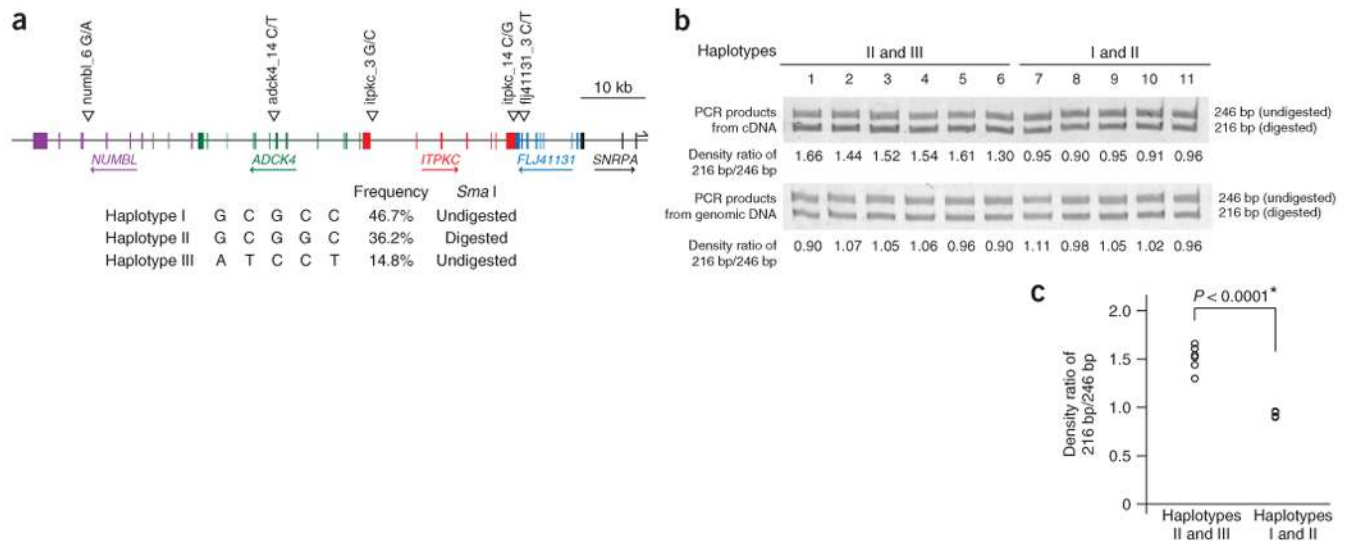 a
numbl_6 G/A
adck4_14 C/T
itpkc_3 G/C
itpkc_14 C/G
flj41131_3 C/T
10 kb
NUMBL
ADCK4
ITPKC
FLJ41131
SNRPA
Frequency Sma I
Haplotype I G C G C C 46.7% Undigested
Haplotype II G C G G C 36.2% Digested
Haplotype III A T C C T 14.8% Undigested
b
Haplotypes II and III I and II
1 2 3 4 5 6 7 8 9 10 11
PCR products
from cDNA
246 bp (undigested)
216 bp (digested)
Density ratio of
216 bp/246 bp
1.66 1.44 1.52 1.54 1.61 1.30 0.95 0.90 0.95 0.91 0.96
PCR products
from genomic DNA
246 bp (undigested)
216 bp (digested)
Density ratio of
216 bp/246 bp
0.90 1.07 1.05 1.06 0.96 0.90 1.11 0.98 1.05 1.02 0.96
c
P < 0.0001*
Density ratio of
216 bp/246 bp
2.0
1.5
1.0
0.5
0
Haplotypes
II and III
Haplotypes
I and II